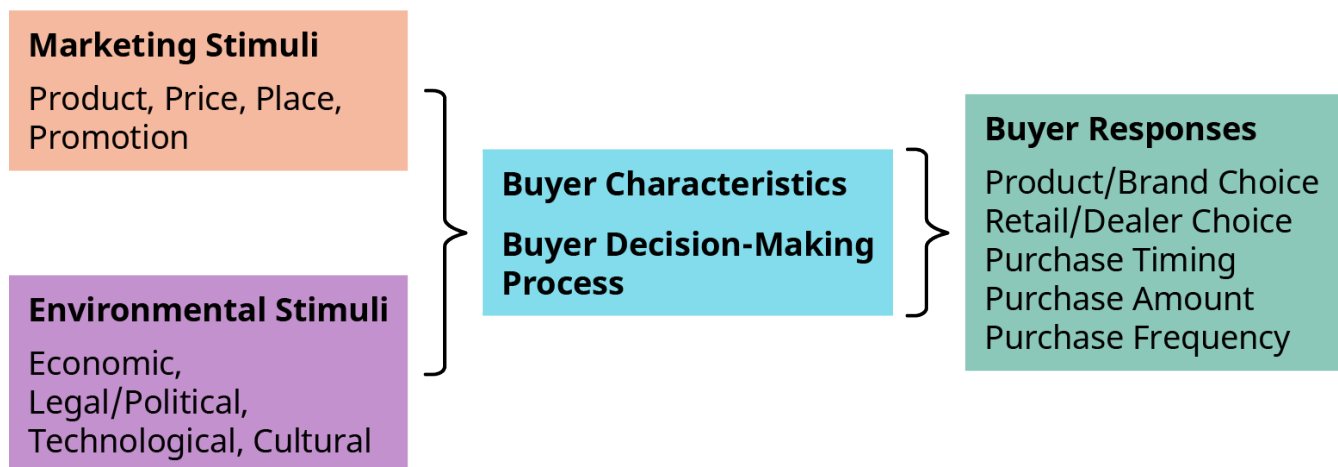 Marketing Stimuli
Product, Price, Place,
Promotion
Environmental Stimuli
Economic,
Legal/Political,
Technological, Cultural
Buyer Characteristics
Buyer Decision-Making
Process
Buyer Responses
Product/Brand Choice
Retail/Dealer Choice
Purchase Timing
Purchase Amount
Purchase Frequency